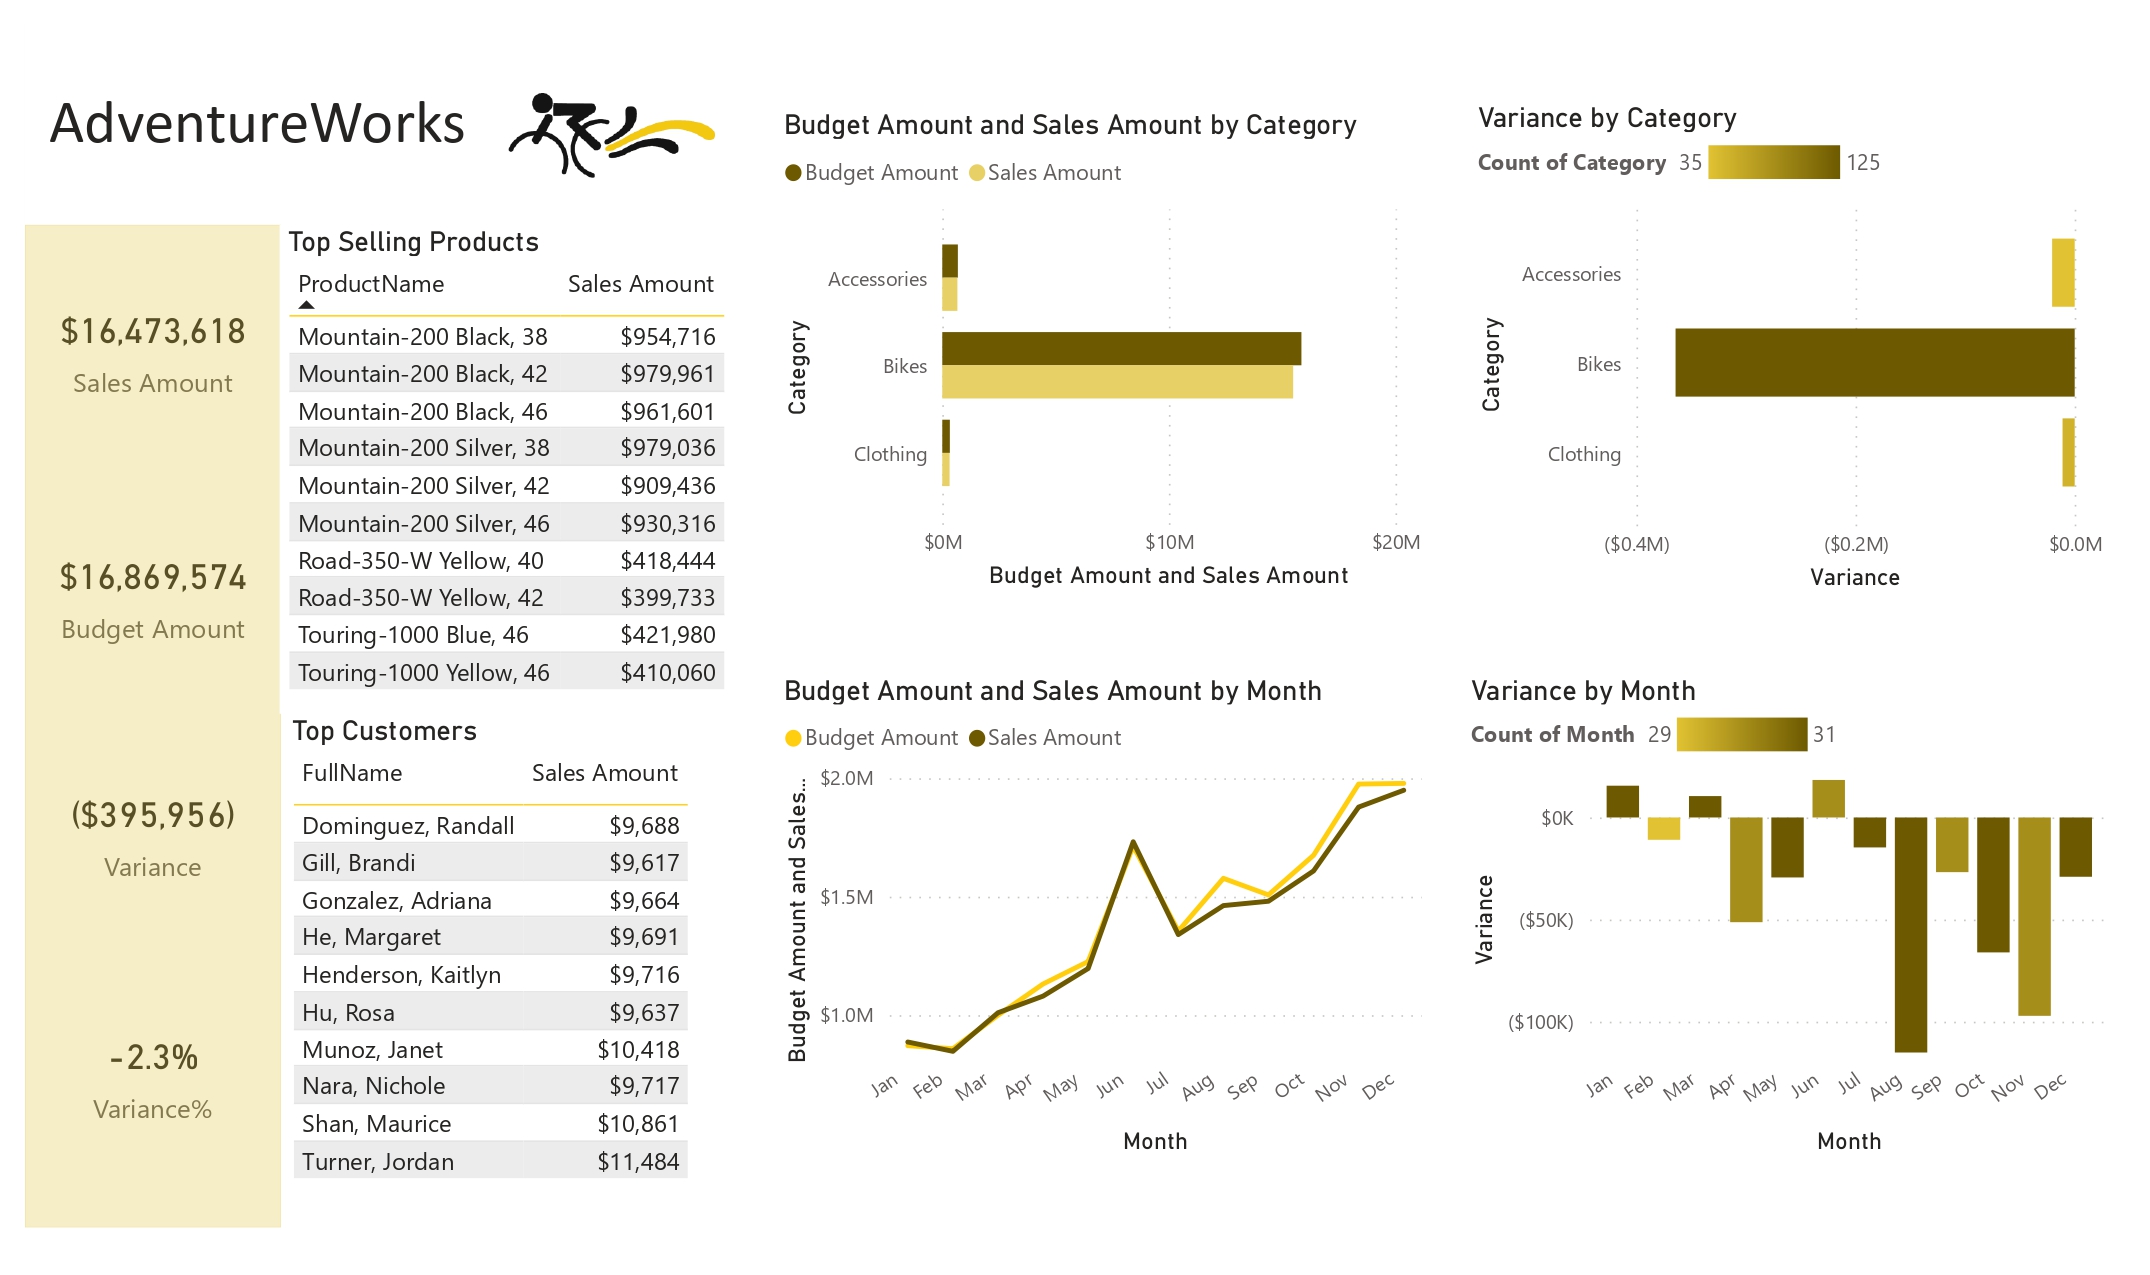 AdventureWorks
$16,473,618
Sales Amount
$16,869,574
Budget Amount
($395,956)
Variance
-2.3%
Variance%
Top Selling Products
ProductName Sales Amount
Mountain-200 Black, 38 $954,716
Mountain-200 Black, 42 $979,961
Mountain-200 Black, 46 $961,601
Mountain-200 Silver, 38 $979,036
Mountain-200 Silver, 42 $909,436
Mountain-200 Silver, 46 $930,316
Road-350-W Yellow, 40 $418,444
Road-350-W Yellow, 42 $399,733
Touring-1000 Blue, 46 $421,980
Touring-1000 Yellow, 46 $410,060
Top Customers
FullName Sales Amount
Dominguez, Randall $9,688
Gill, Brandi $9,617
Gonzalez, Adriana $9,664
He, Margaret $9,691
Henderson, Kaitlyn $9,716
Hu, Rosa $9,637
Munoz, Janet $10,418
Nara, Nichole $9,717
Shan, Maurice $10,861
Turner, Jordan $11,484
Budget Amount and Sales Amount by Category
Budget Amount Sales Amount
Category
Accessories
Bikes
Clothing
$0M $10M $20M
Budget Amount and Sales Amount
Variance by Category
Count of Category 35 125
Category
Accessories
Bikes
Clothing
($0.4M) ($0.2M) $0.0M
Variance
Budget Amount and Sales Amount by Month
Budget Amount Sales Amount
Budget Amount and Sales...
$2.0M
$1.5M
$1.0M
Jan Feb Mar Apr May Jun Jul Aug Sep Oct Nov Dec
Month
Variance by Month
Count of Month 29 31
Variance
$0K
($50K)
($100K)
Jan Feb Mar Apr May Jun Jul Aug Sep Oct Nov Dec
Month